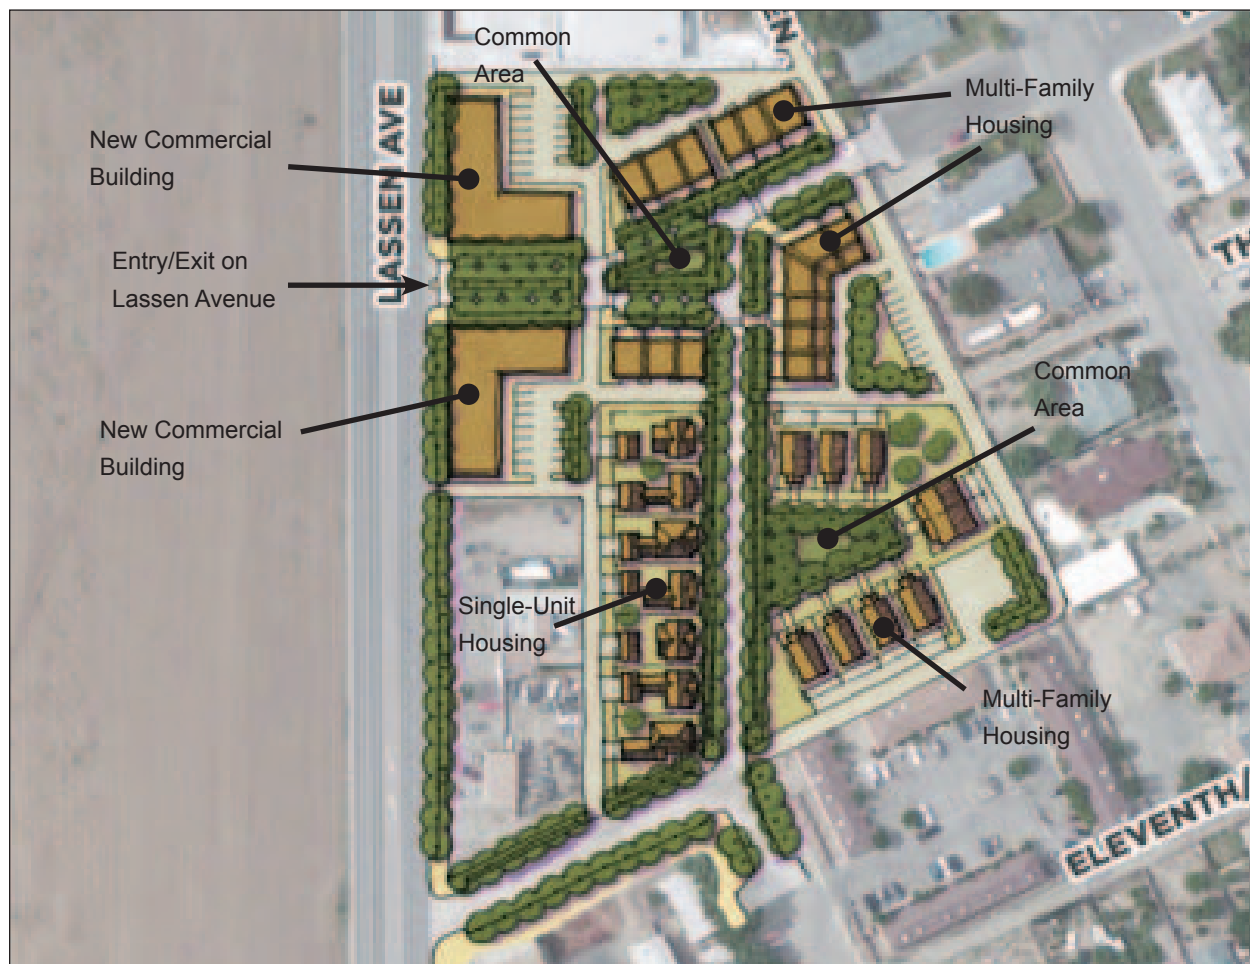 Common
Area
Multi-Family
Housing
New Commercial
Building
LASSEN AVE
Entry/Exit on
Lassen Avenue
Common
Area
New Commercial
Building
Single-Unit
Housing
Multi-Family
Housing
ELEVENTH